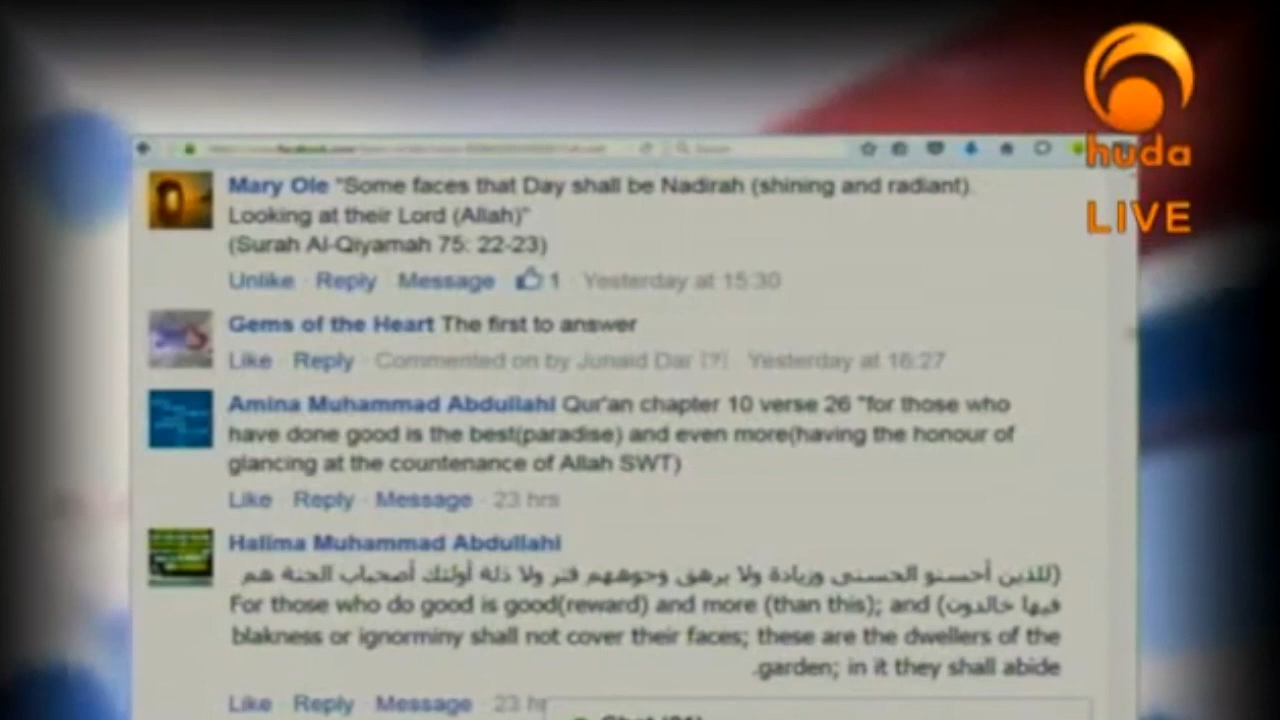 huda
LIVE
Mary Ole "Some faces that Day shall be Nadirah (shining and radiant).
Looking at their Lord (Allah)"
(Surah Al-Qiyamah 75: 22-23)
Unlike · Reply · Message · 1 · Yesterday at 15:30
Gems of the Heart The first to answer
Like · Reply · Commented on by Junaid Dar [?] · Yesterday at 16:27
Amina Muhammad Abdullahi Qur'an chapter 10 verse 26 "for those who
have done good is the best(paradise) and even more(having the honour of
glancing at the countenance of Allah SWT)
Like · Reply · Message · 23 hrs
Halima Muhammad Abdullahi
(للذين أحسنو الحسنى وزيادة ولا يرهق وجوههم قتر ولا ذلة أولئك أصحاب الجنة هم
For those who do good is good(reward) and more (than this); and (فيها خالدون
blakness or ignorminy shall not cover their faces; these are the dwellers of the
.garden; in it they shall abide
Like · Reply · Message · 23 hr